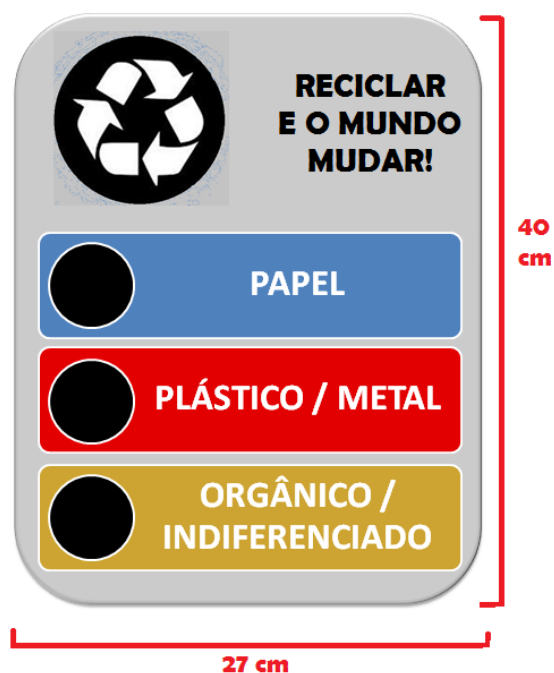 RECICLAR
E O MUNDO
MUDAR!
40
cm
PAPEL
PLÁSTICO / METAL
ORGÂNICO /
INDIFERENCIADO
27 cm